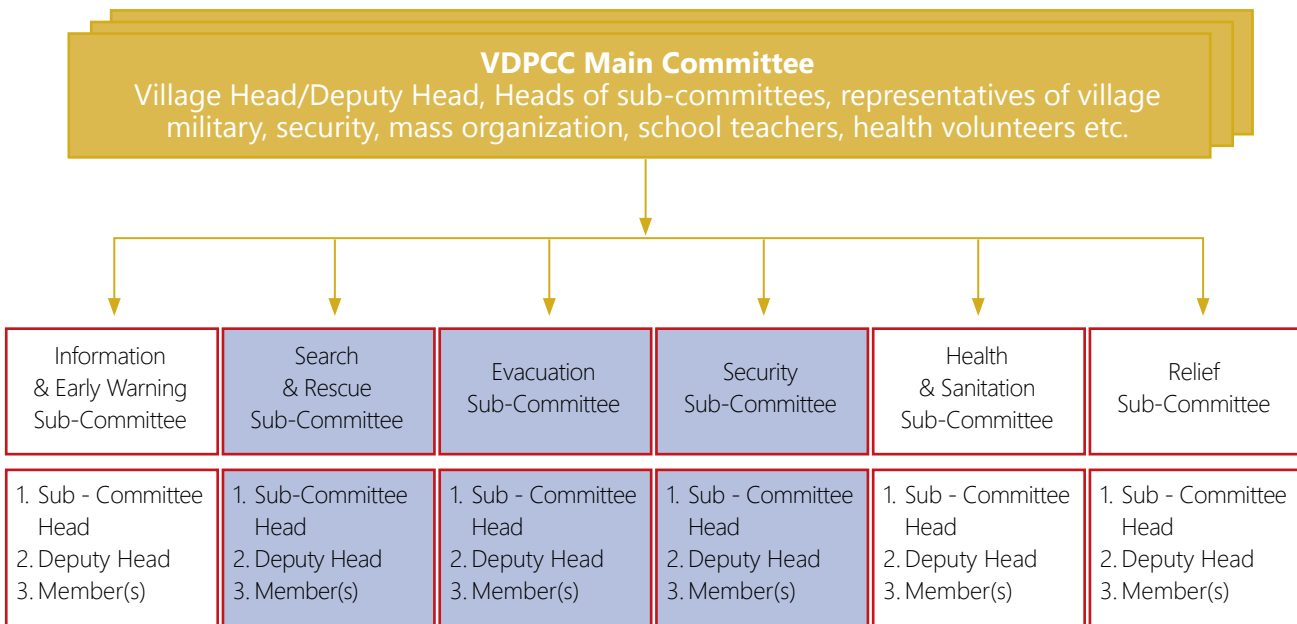 VDPCC Main Committee
Village Head/Deputy Head, Heads of sub-committees, representatives of village
military, security, mass organization, school teachers, health volunteers etc.
Information
& Early Warning
Sub-Committee
Search
& Rescue
Sub-Committee
Evacuation
Sub-Committee
Security
Sub-Committee
Health
& Sanitation
Sub-Committee
Relief
Sub-Committee
1. Sub - Committee
Head
2. Deputy Head
3. Member(s)
1. Sub-Committee
Head
2. Deputy Head
3. Member(s)
1. Sub - Committee
Head
2. Deputy Head
3. Member(s)
1. Sub - Committee
Head
2. Deputy Head
3. Member(s)
1. Sub - Committee
Head
2. Deputy Head
3. Member(s)
1. Sub - Committee
Head
2. Deputy Head
3. Member(s)